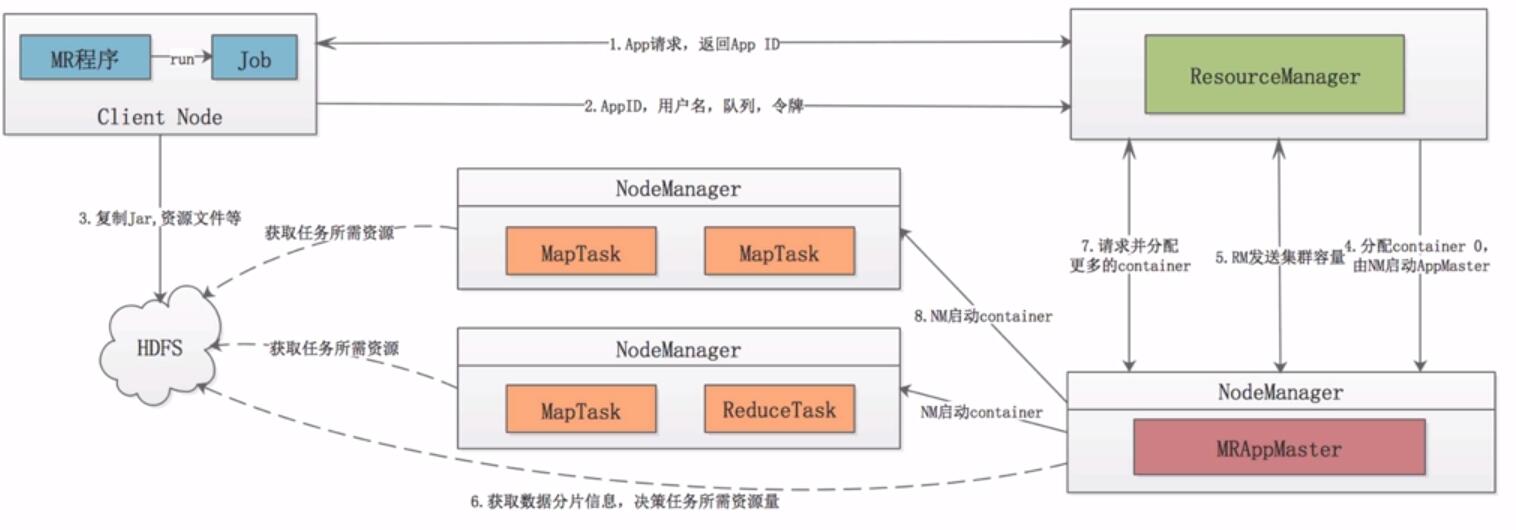 MR程序
run
Job
Client Node
1.App请求，返回App ID
2.AppID，用户名，队列，令牌
ResourceManager
3.复制Jar,资源文件等
获取任务所需资源
NodeManager
MapTask
MapTask
7.请求并分配
更多的container
5.RM发送集群容量
4.分配container 0，
由NM启动AppMaster
8.NM启动container
HDFS
获取任务所需资源
NodeManager
MapTask
ReduceTask
NM启动container
NodeManager
MRAppMaster
6.获取数据分片信息，决策任务所需资源量